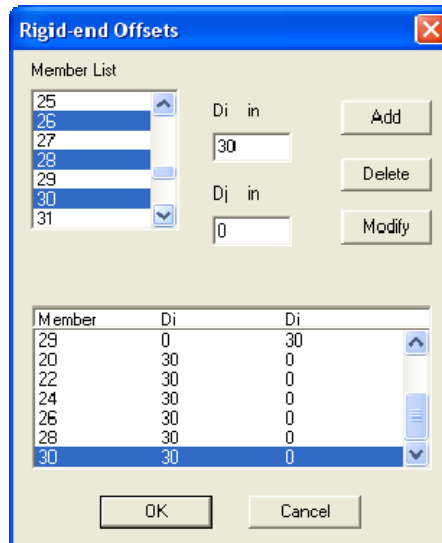 Rigid-end Offsets
Member List
25
26
27
28
29
30
31
Di in
30
Dj in
0
Add
Delete
Modify
Member Di Di
29 0 30
20 30 0
22 30 0
24 30 0
26 30 0
28 30 0
30 30 0
OK Cancel